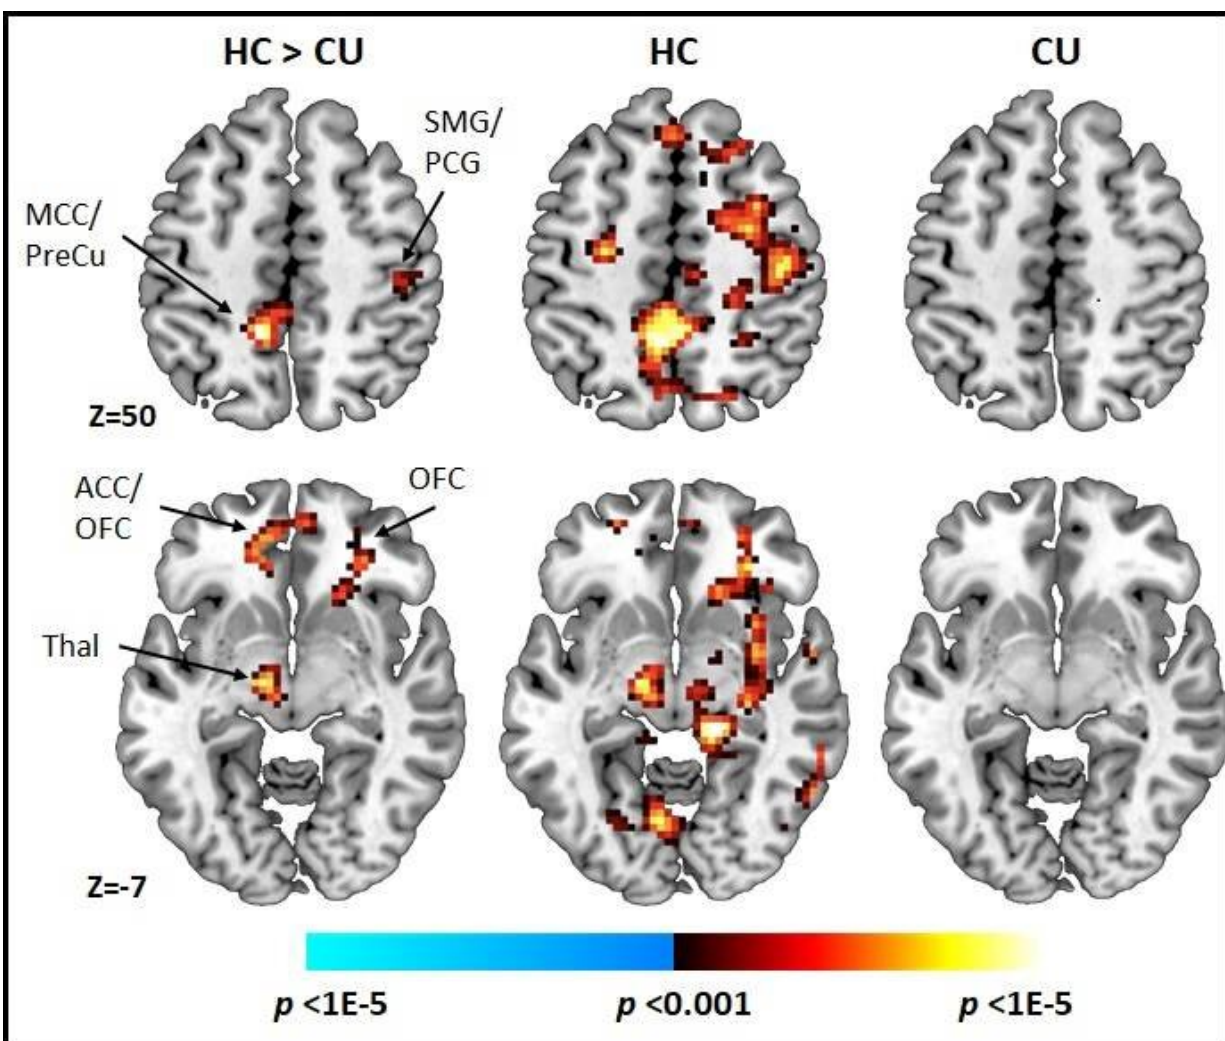 HC > CU
HC
CU
SMG/
PCG
MCC/
PreCu
Z=50
ACC/
OFC
OFC
Thal
Z=-7
p <1E-5
p <0.001
p <1E-5